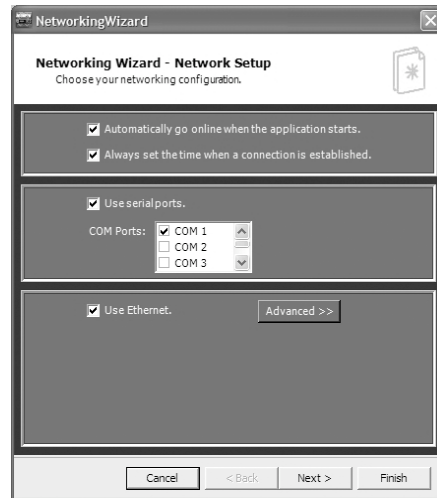 NetworkingWizard
Networking Wizard - Network Setup
Choose your networking configuration.
Automatically go online when the application starts.
Always set the time when a connection is established.
Use serial ports.
COM Ports:
COM 1
COM 2
COM 3
Use Ethernet.
Advanced >>
Cancel
< Back
Next >
Finish